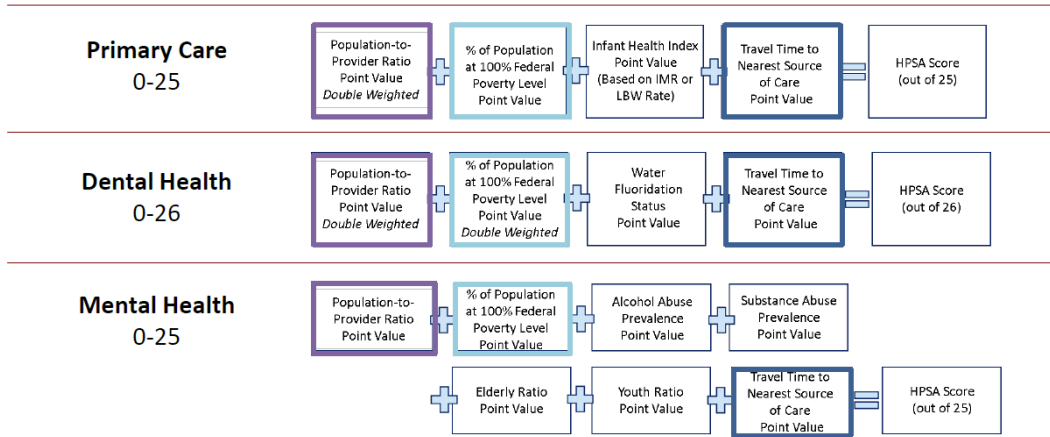 Primary Care
0-25
Population-to-
Provider Ratio
Point Value
Double Weighted
% of Population
at 100% Federal
Poverty Level
Point Value
Infant Health Index
Point Value
(Based on IMR or
LBW Rate)
Travel Time to
Nearest Source
of Care
Point Value
HPSA Score
(out of 25)
Dental Health
0-26
Population-to-
Provider Ratio
Point Value
Double Weighted
% of Population
at 100% Federal
Poverty Level
Point Value
Double Weighted
Water
Fluoridation
Status
Point Value
Travel Time to
Nearest Source
of Care
Point Value
HPSA Score
(out of 26)
Mental Health
0-25
Population-to-
Provider Ratio
Point Value
% of Population
at 100% Federal
Poverty Level
Point Value
Alcohol Abuse
Prevalence
Point Value
Substance Abuse
Prevalence
Point Value
Elderly Ratio
Point Value
Youth Ratio
Point Value
Travel Time to
Nearest Source
of Care
Point Value
HPSA Score
(out of 25)